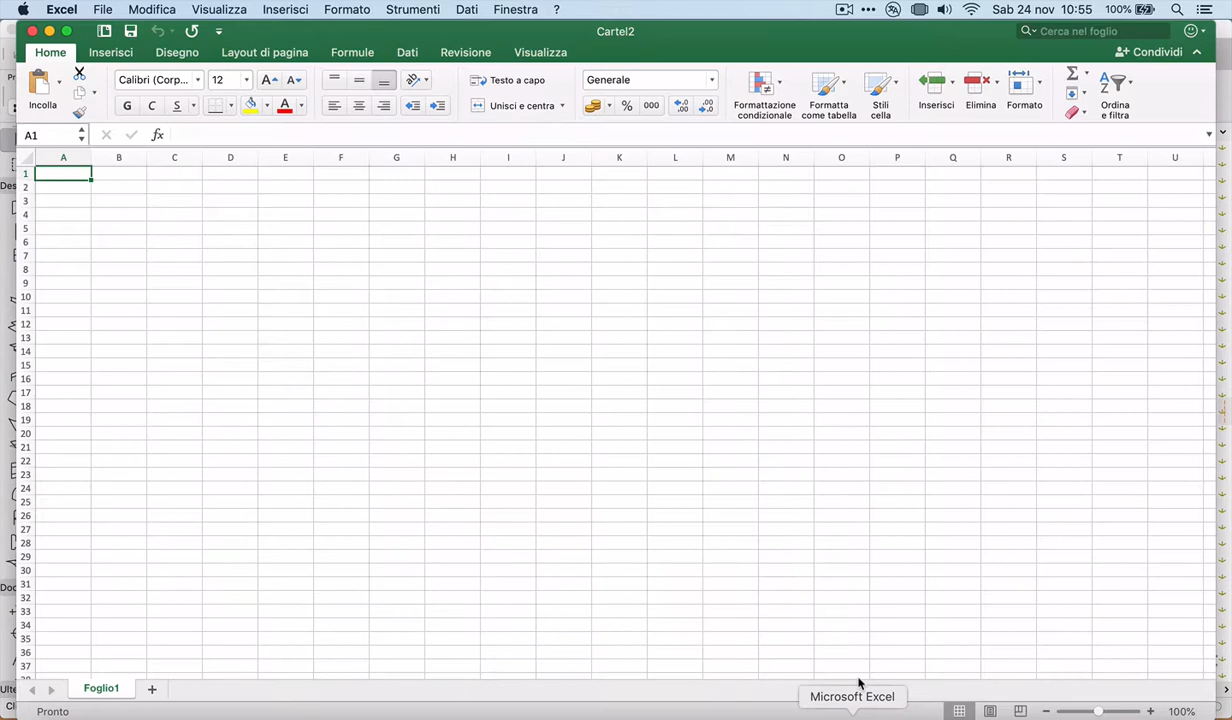 Excel File Modifica Visualizza Inserisci Formato Strumenti Dati Finestra ? Sab 24 nov 10:55 100%
Cartel2
Cerca nel foglio
Home Inserisci Disegno Layout di pagina Formule Dati Revisione Visualizza Condividi
Incolla
Calibri (Corp... 12 A A
G C S A
Testo a capo
Unisci e centra
Generale
% 000
Formattazione condizionale
Formatta come tabella
Stili cella
Inserisci
Elimina
Formato
Ordina e filtra
A1 fx
A B C D E F G H I J K L M N O P Q R S T U
1
2
3
4
5
6
7
8
9
10
11
12
13
14
15
16
17
18
19
20
21
22
23
24
25
26
27
28
29
30
31
32
33
34
35
36
37
Foglio1
Microsoft Excel
Pronto 100%